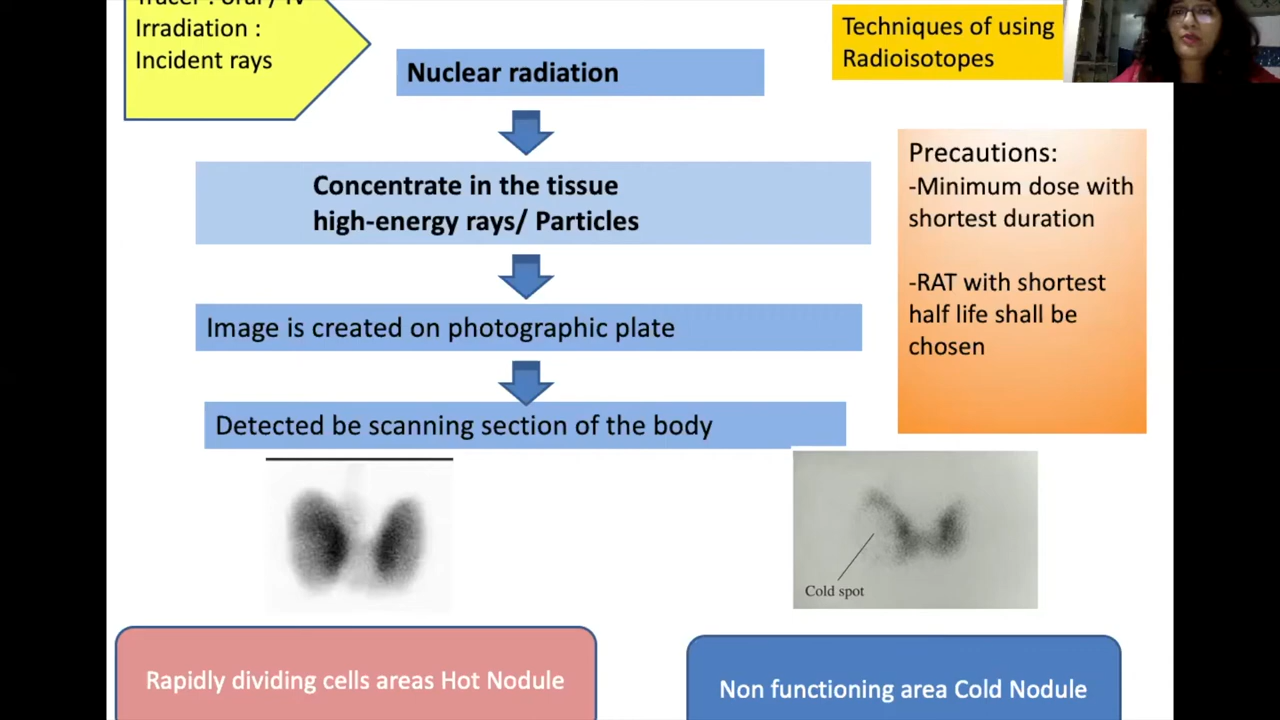 Tracer : oral / IV
Irradiation :
Incident rays
Nuclear radiation
Techniques of using
Radioisotopes
Concentrate in the tissue
high-energy rays/ Particles
Precautions:
-Minimum dose with
shortest duration
-RAT with shortest
half life shall be
chosen
Image is created on photographic plate
Detected be scanning section of the body
Cold spot
Rapidly dividing cells areas Hot Nodule
Non functioning area Cold Nodule